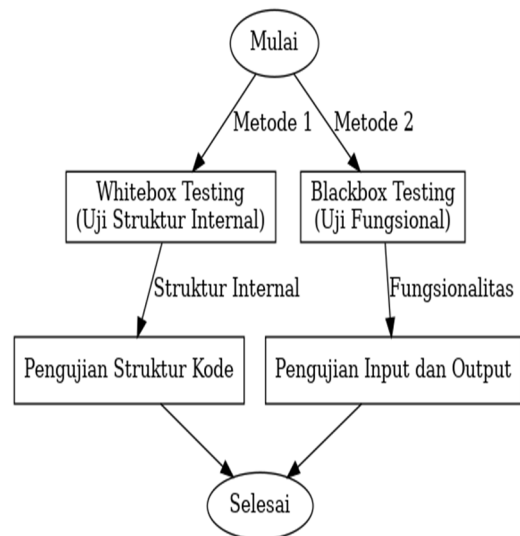 Mulai
Metode 1
Metode 2
Whitebox Testing
(Uji Struktur Internal)
Blackbox Testing
(Uji Fungsional)
Struktur Internal
Fungsionalitas
Pengujian Struktur Kode
Pengujian Input dan Output
Selesai